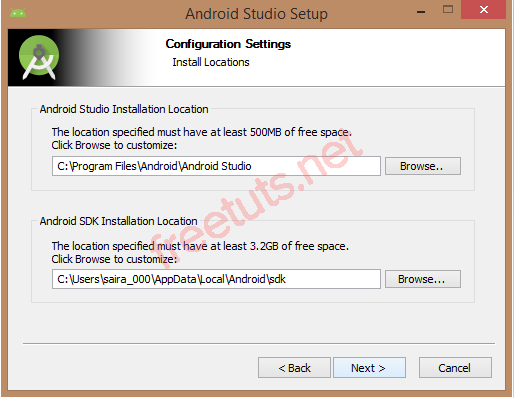 Android Studio Setup
Configuration Settings
Install Locations
Android Studio Installation Location
The location specified must have at least 500MB of free space.
Click Browse to customize:
C:\Program Files\Android\Android Studio
Browse..
freetuts.net
Android SDK Installation Location
The location specified must have at least 3.2GB of free space.
Click Browse to customize:
C:\Users\saira_000\AppData\Local\Android\sdk
Browse...
< Back
Next >
Cancel